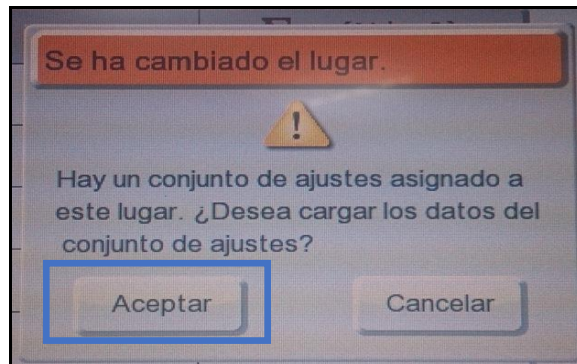 Se ha cambiado el lugar.
!
Hay un conjunto de ajustes asignado a
este lugar. ¿Desea cargar los datos del
conjunto de ajustes?
Aceptar
Cancelar